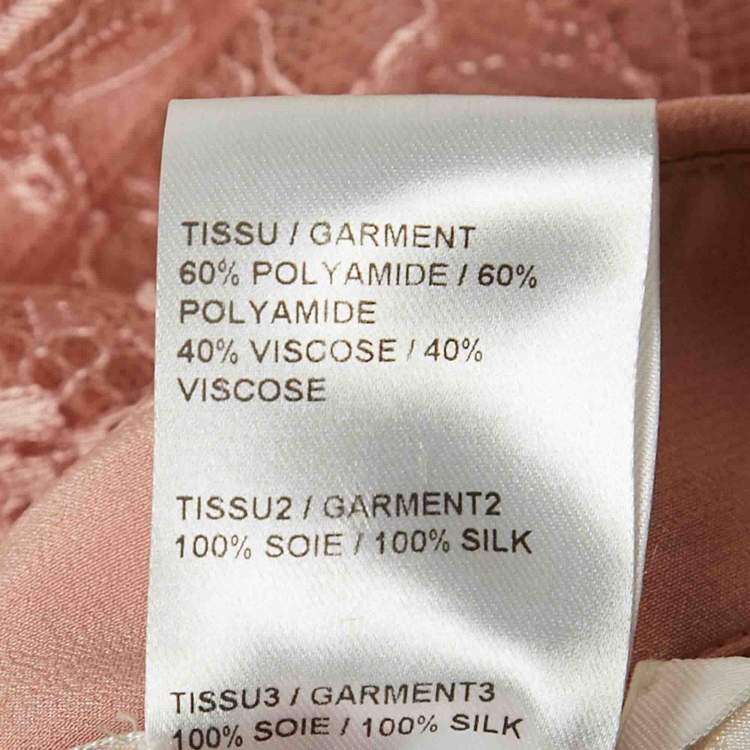 TISSU / GARMENT
60% POLYAMIDE / 60%
POLYAMIDE
40% VISCOSE / 40%
VISCOSE
TISSU2 / GARMENT2
100% SOIE / 100% SILK
TISSU3 / GARMENT3
100% SOIE / 100% SILK